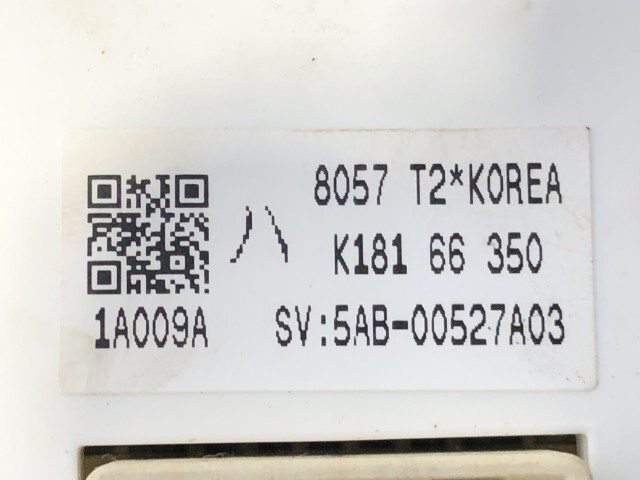 8057 T2*KOREA
ハ K181 66 350
1A009A SV:5AB-00527A03